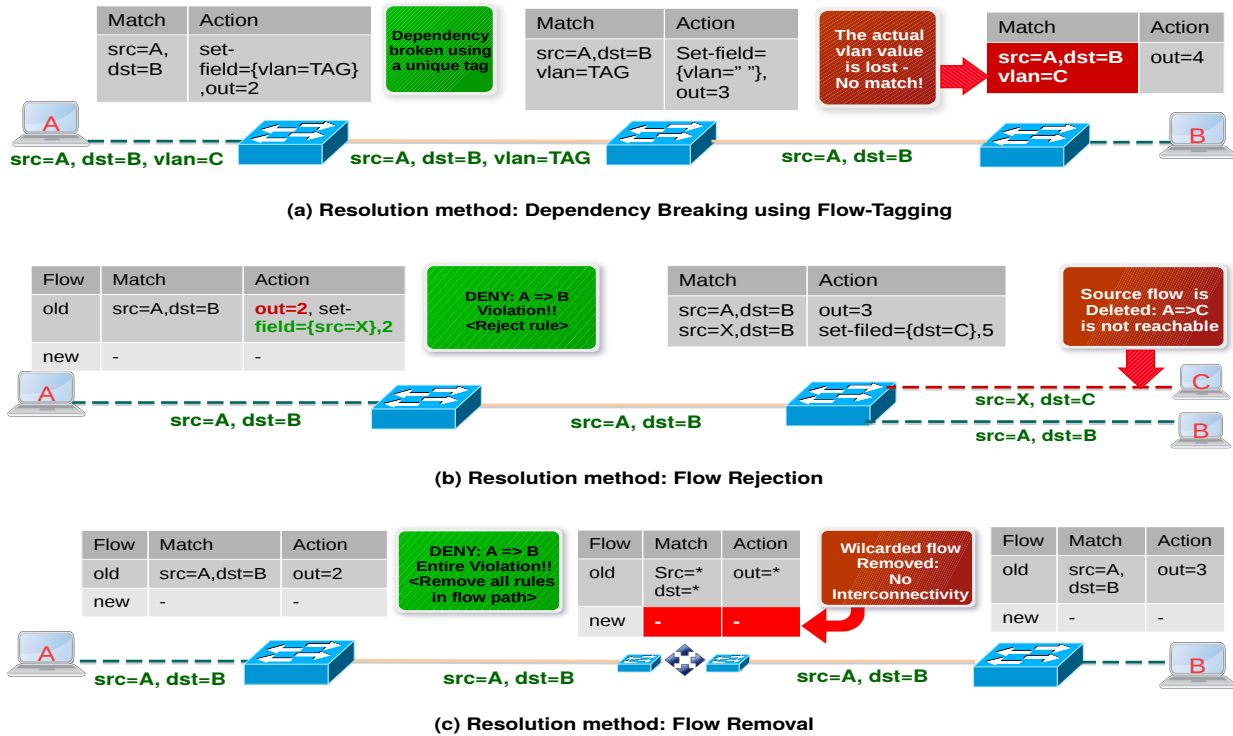 Match Action
src=A, dst=B
set-field={vlan=TAG} ,out=2
Dependency
broken using
a unique tag
Match Action
src=A,dst=B
vlan=TAG
Set-field=
{vlan=" "},
out=3
The actual
vlan value
is lost -
No match!
Match Action
src=A,dst=B
vlan=C
out=4
A
B
src=A, dst=B, vlan=C
src=A, dst=B, vlan=TAG
src=A, dst=B
(a) Resolution method: Dependency Breaking using Flow-Tagging
Flow Match Action
old src=A,dst=B out=2, set-
field={src=X},2
new - -
DENY: A => B
Violation!!
<Reject rule>
Match Action
src=A,dst=B out=3
src=X,dst=B set-filed={dst=C},5
Source flow is
Deleted: A=>C
is not reachable
A
C
B
src=A, dst=B
src=A, dst=B
src=X, dst=C
src=A, dst=B
(b) Resolution method: Flow Rejection
Flow Match Action
old src=A,dst=B out=2
new - -
DENY: A => B
Entire Violation!!
<Remove all rules
in flow path>
Flow Match Action
old Src=* out=*
dst=*
new - -
Wilcarded flow
Removed:
No
Interconnectivity
Flow Match Action
old src=A, out=3
dst=B
new - -
A
B
src=A, dst=B
src=A, dst=B
src=A, dst=B
(c) Resolution method: Flow Removal